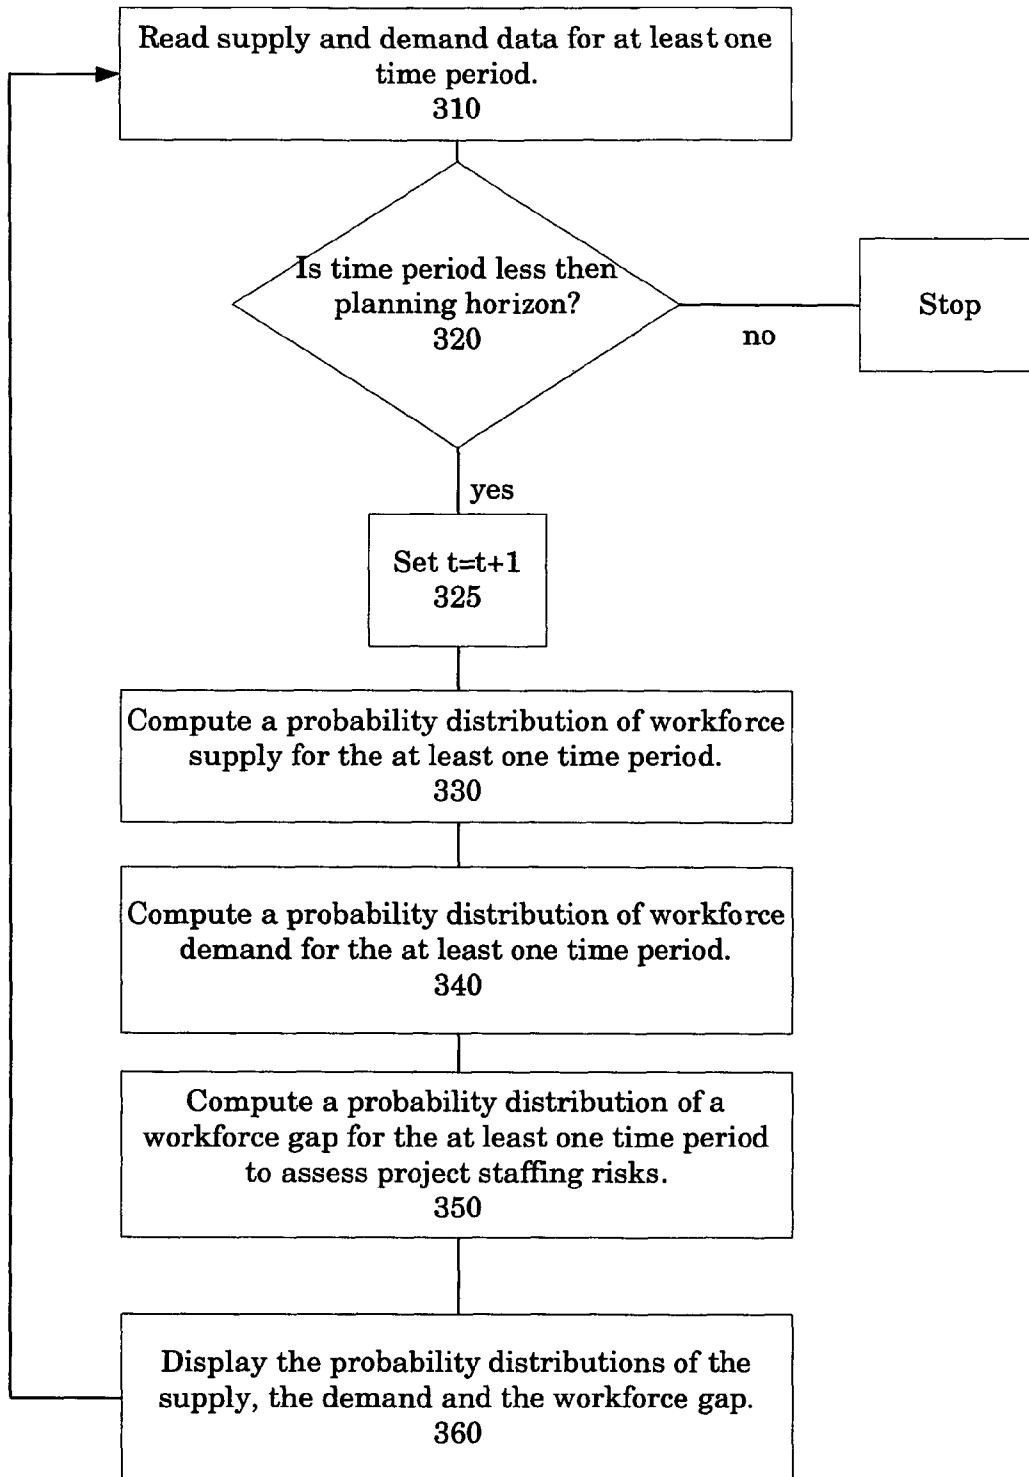 Read supply and demand data for at least one
time period.
310
Is time period less then
planning horizon?
320
no
Stop
yes
Set t=t+1
325
Compute a probability distribution of workforce
supply for the at least one time period.
330
Compute a probability distribution of workforce
demand for the at least one time period.
340
Compute a probability distribution of a
workforce gap for the at least one time period
to assess project staffing risks.
350
Display the probability distributions of the
supply, the demand and the workforce gap.
360